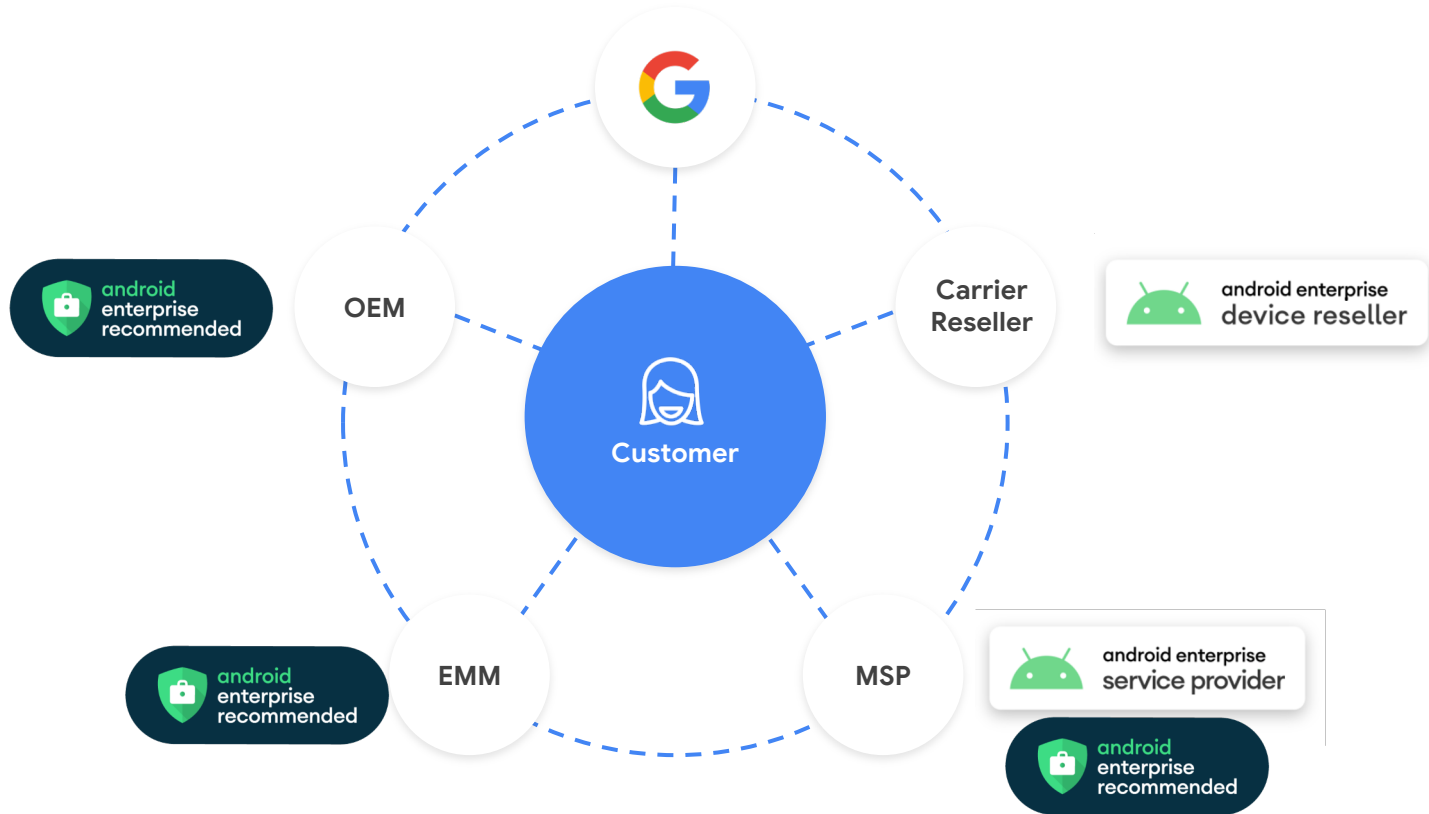 OEM
android
enterprise
recommended
Carrier
Reseller
android enterprise
device reseller
Customer
EMM
android
enterprise
recommended
MSP
android enterprise
service provider
android
enterprise
recommended